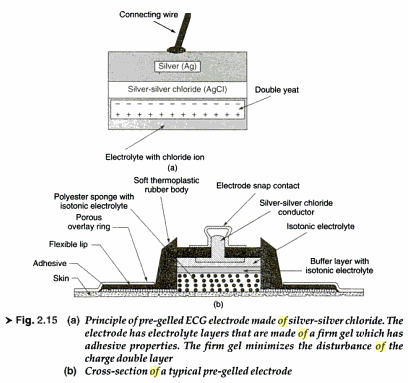 Connecting wire
Silver (Ag)
Silver-silver chloride (AgCl)
Double yeat
Electrolyte with chloride ion
(a)
Soft thermoplastic
rubber body
Electrode snap contact
Polyester sponge with
isotonic electrolyte
Silver-silver chloride
conductor
Porous
overlay ring
Isotonic electrolyte
Flexible lip
Buffer layer with
isotonic electrolyte
Adhesive
Skin
(b)
➤ Fig. 2.15 (a) Principle of pre-gelled ECG electrode made of silver-silver chloride. The
electrode has electrolyte layers that are made of a firm gel which has
adhesive properties. The firm gel minimizes the disturbance of the
charge double layer
(b) Cross-section of a typical pre-gelled electrode